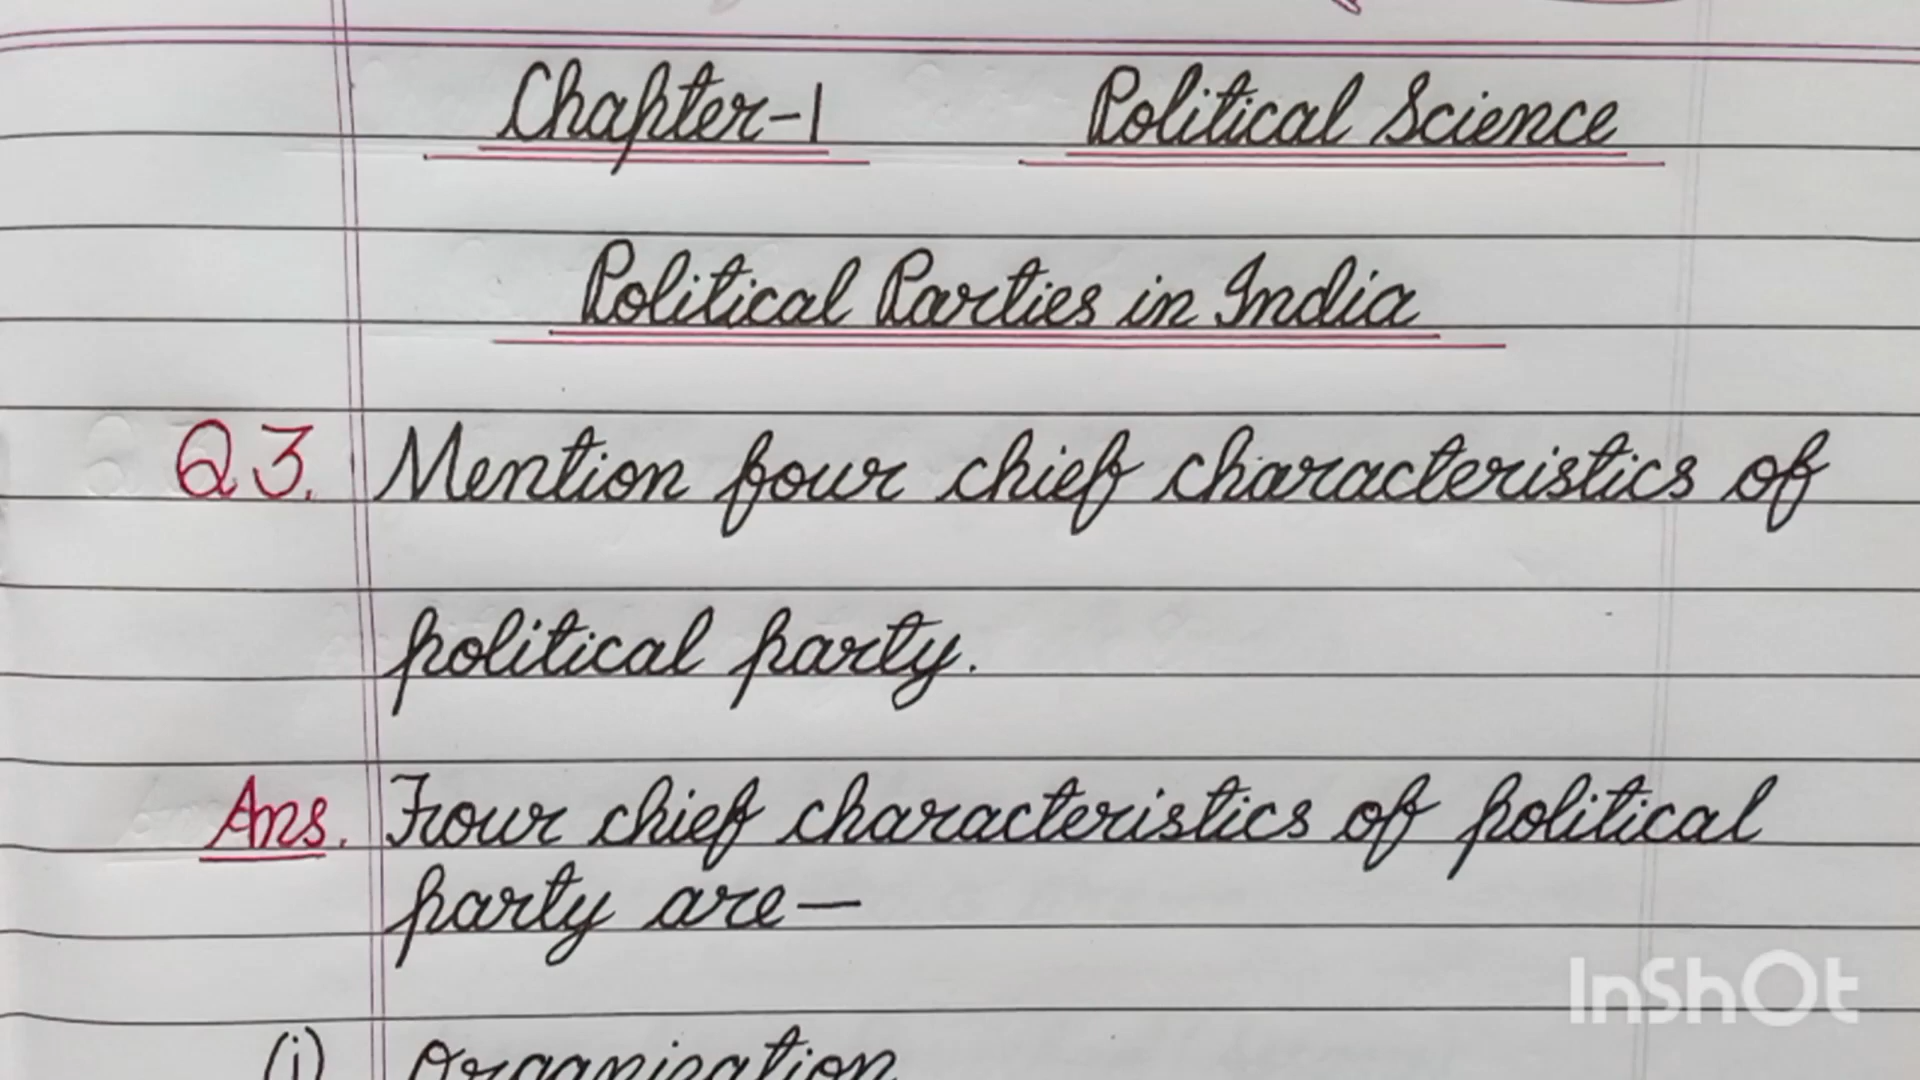 Chapter-1 Political Science
Political Parties in India
Q3. Mention four chief characteristics of
political party.
Ans. Four chief characteristics of political
party are—
(i) Organisation
InShOt